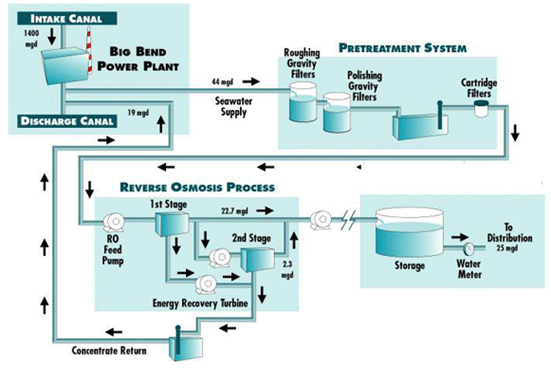 INTAKE CANAL
1400
mgd
BIG BEND
POWER PLANT
DISCHARGE CANAL
19 mgd
44 mgd
Seawater
Supply
PRETREATMENT SYSTEM
Roughing
Gravity
Filters
Polishing
Gravity
Filters
Cartridge
Filters
REVERSE OSMOSIS PROCESS
1st Stage
22.7 mgd
RO
Feed
Pump
2nd Stage
2.3
mgd
Energy Recovery Turbine
Concentrate Return
Storage
Water
Meter
To
Distribution
25 mgd